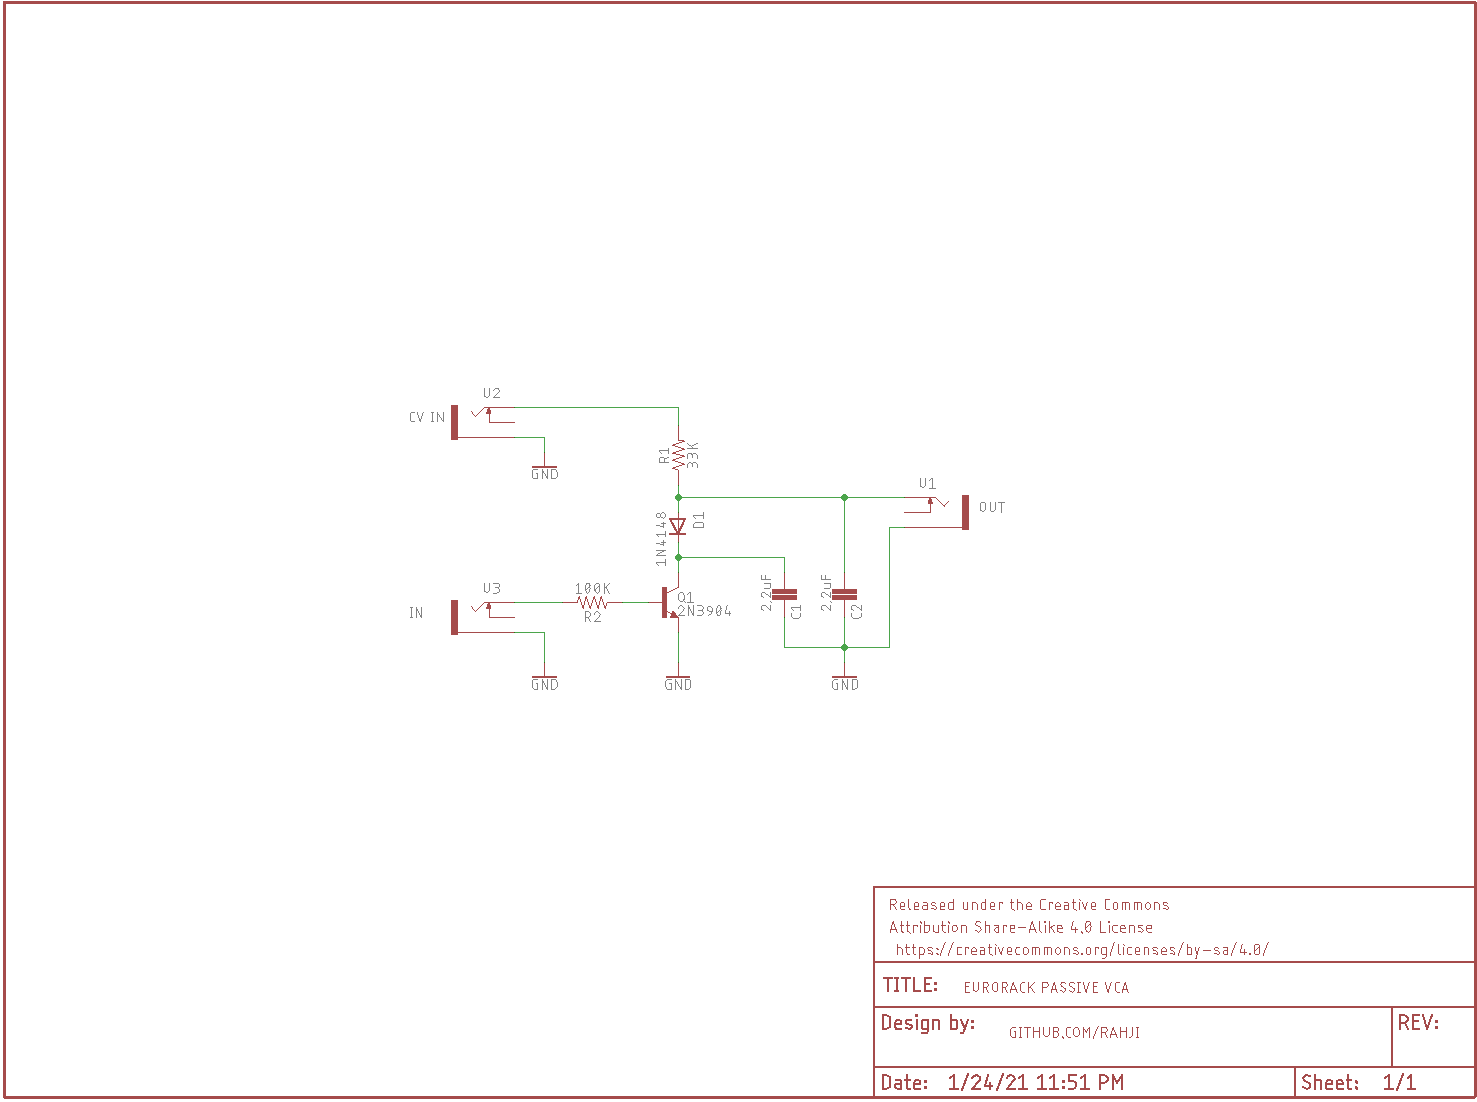 U2
CV IN
GND
R1
33K
U1
OUT
1N4148
D1
U3
IN
100K
R2
GND
Q1
2N3904
GND
2.2uF
C1
2.2uF
C2
GND
Released under the Creative Commons
Attribution Share-Alike 4.0 License
https://creativecommons.org/licenses/by-sa/4.0/
TITLE: EURORACK PASSIVE VCA
Design by: GITHUB.COM/RAHJI
REV:
Date: 1/24/21 11:51 PM
Sheet: 1/1